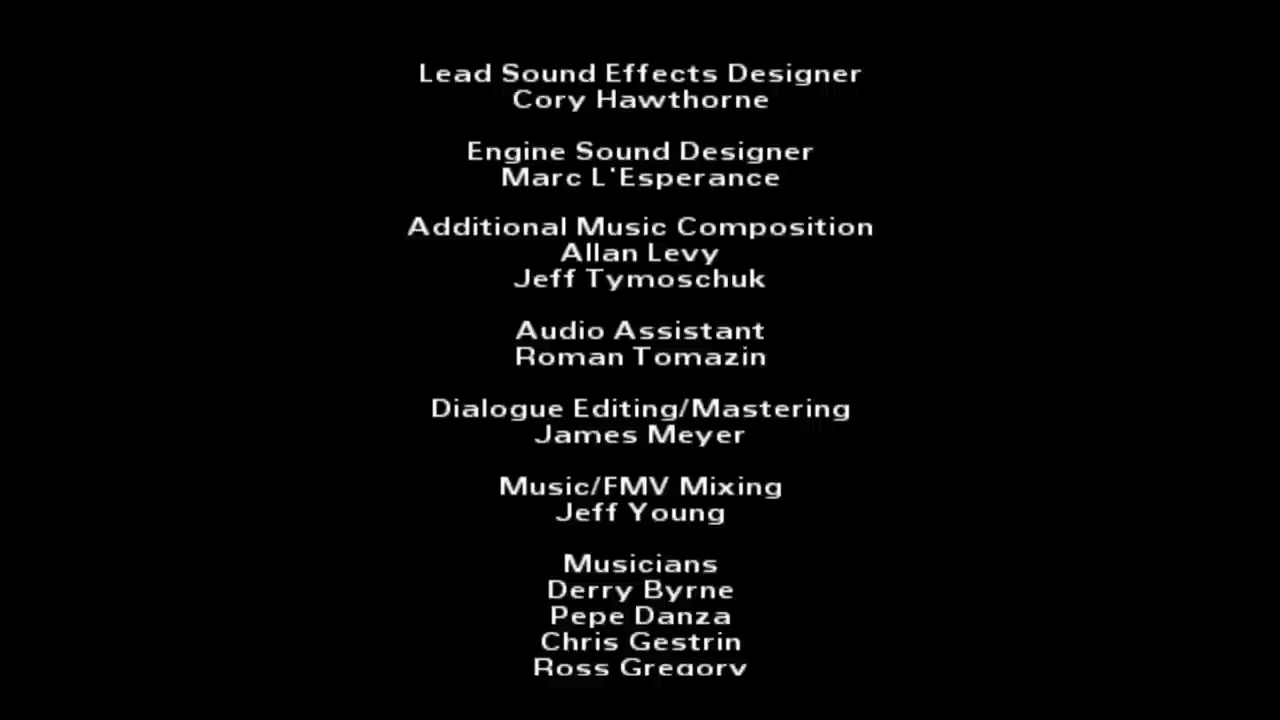 Lead Sound Effects Designer
Cory Hawthorne
Engine Sound Designer
Marc L'Esperance
Additional Music Composition
Allan Levy
Jeff Tymoschuk
Audio Assistant
Roman Tomazin
Dialogue Editing/Mastering
James Meyer
Music/FMV Mixing
Jeff Young
Musicians
Derry Byrne
Pepe Danza
Chris Gestrin
Ross Gregory